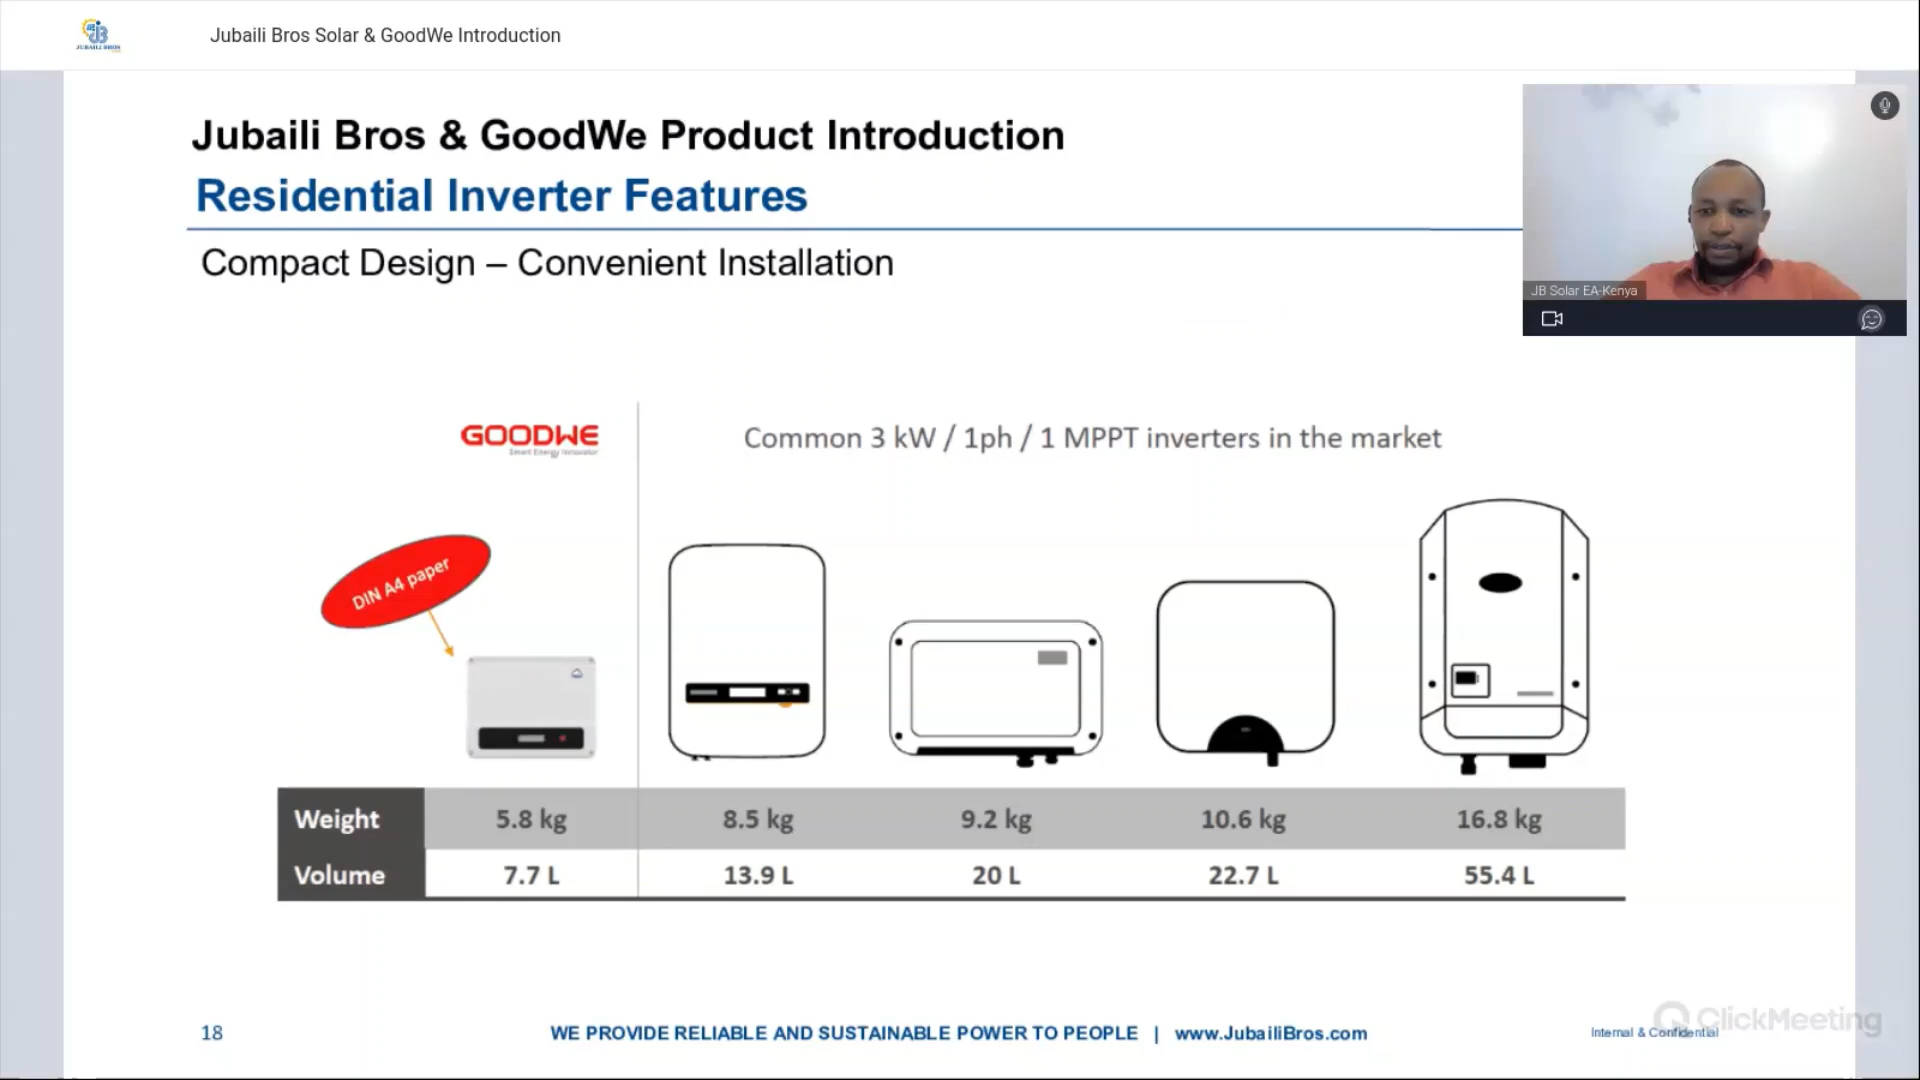 JUBAILI BROS
Jubaili Bros Solar & GoodWe Introduction
Jubaili Bros & GoodWe Product Introduction
Residential Inverter Features
Compact Design – Convenient Installation
JB Solar EA-Kenya
GOODWE
Smart Energy Innovator
Common 3 kW / 1ph / 1 MPPT inverters in the market
DIN A4 paper
Weight 5.8 kg 8.5 kg 9.2 kg 10.6 kg 16.8 kg
Volume 7.7 L 13.9 L 20 L 22.7 L 55.4 L
18 WE PROVIDE RELIABLE AND SUSTAINABLE POWER TO PEOPLE | www.JubailiBros.com Internal & Confidential
ClickMeeting